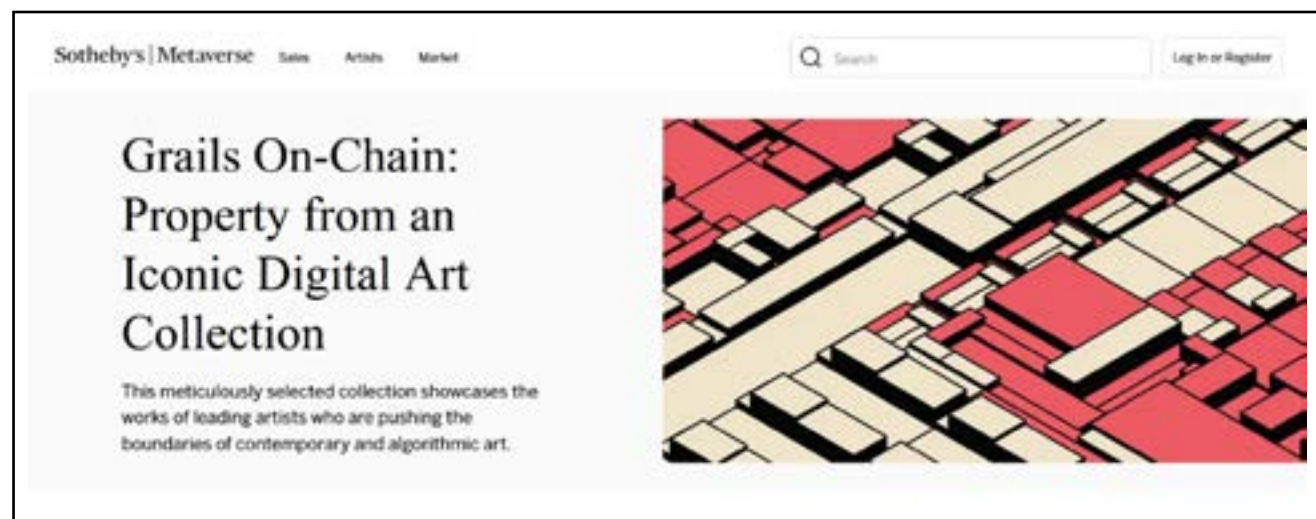 Sotheby's | Metaverse Sales Artists Market Search Log In or Register
Grails On-Chain:
Property from an
Iconic Digital Art
Collection
This meticulously selected collection showcases the
works of leading artists who are pushing the
boundaries of contemporary and algorithmic art.